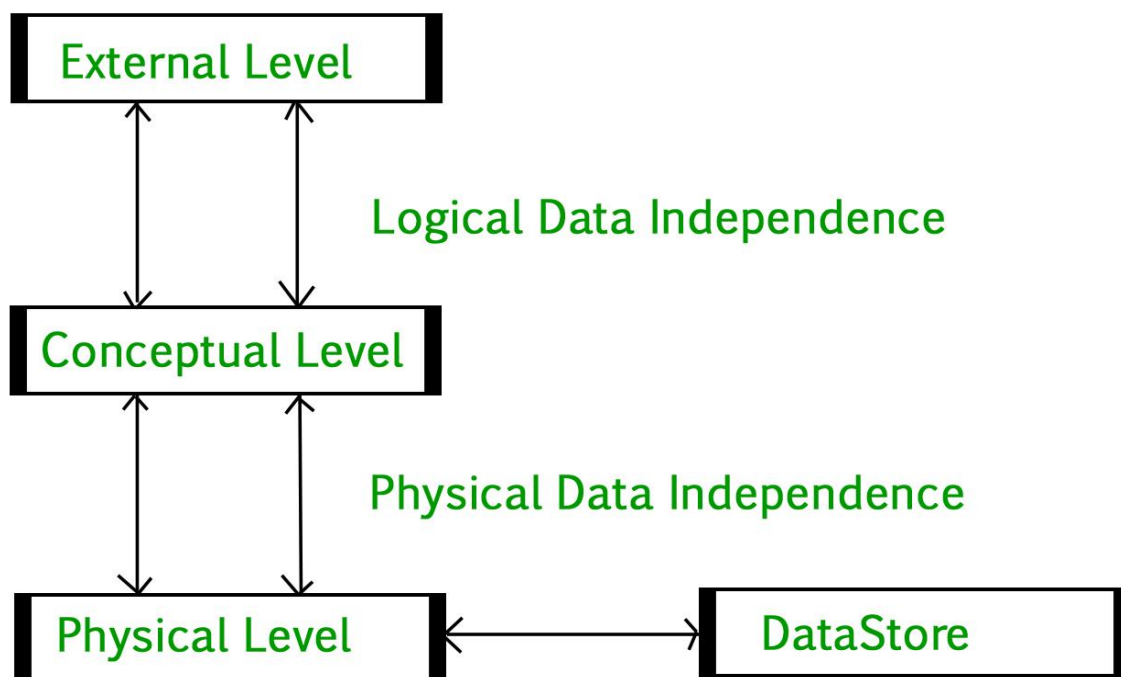 External Level
Logical Data Independence
Conceptual Level
Physical Data Independence
Physical Level
DataStore